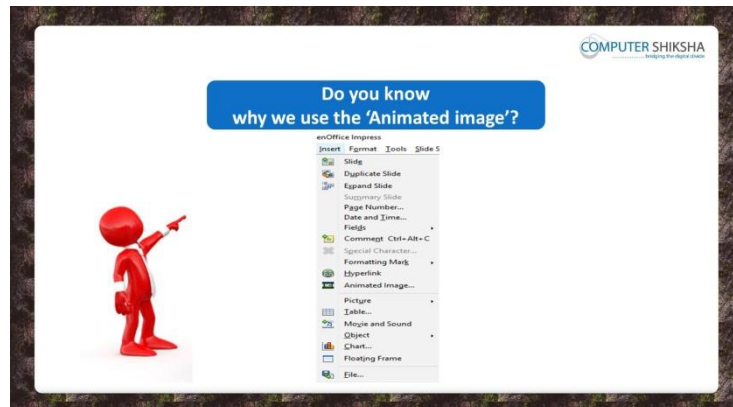 COMPUTER SHIKSHA
bridging the digital divide
Do you know
why we use the ‘Animated image’?
enOffice Impress
Insert Format Tools Slide S
Slide
Duplicate Slide
Expand Slide
Summary Slide
Page Number...
Date and Time...
Fields
Comment Ctrl+Alt+C
Special Character...
Formatting Mark
Hyperlink
Animated Image...
Picture
Table...
Movie and Sound
Object
Chart...
Floating Frame
File...